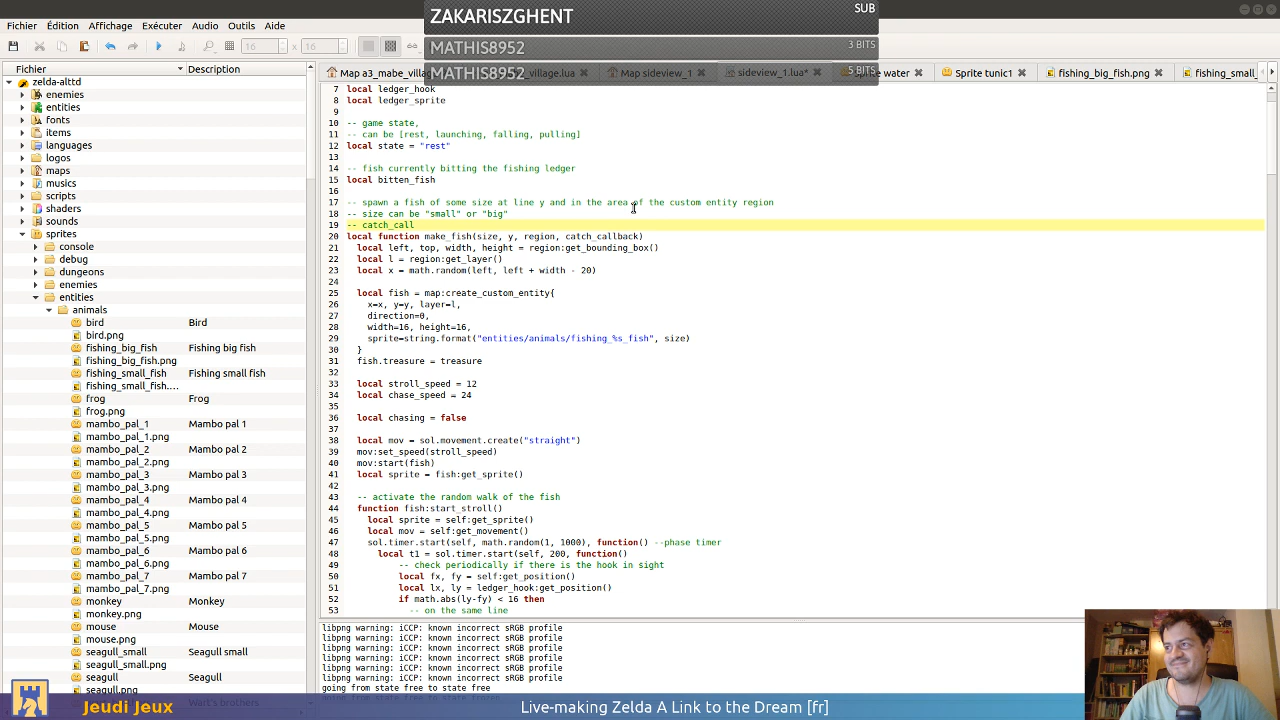 ZAKARISZGHENT SUB
MATHIS8952 3 BITS
MATHIS8952 5 BITS
Fichier Édition Affichage Exécuter Audio Outils Aide
16 x 16
Fichier Description
Map a3_mabe_villag village.lua Map sideview_1 sideview_1.lua* water Sprite tunic1 fishing_big_fish.png fishing_small_
zelda-alttd
enemies
entities
fonts
items
languages
logos
maps
musics
scripts
shaders
sounds
sprites
console
debug
dungeons
enemies
entities
animals
bird Bird
bird.png
fishing_big_fish Fishing big fish
fishing_big_fish.png
fishing_small_fish Fishing small fish
fishing_small_fish....
frog Frog
frog.png
mambo_pal_1 Mambo pal 1
mambo_pal_1.png
mambo_pal_2 Mambo pal 2
mambo_pal_2.png
mambo_pal_3 Mambo pal 3
mambo_pal_3.png
mambo_pal_4 Mambo pal 4
mambo_pal_4.png
mambo_pal_5 Mambo pal 5
mambo_pal_5.png
mambo_pal_6 Mambo pal 6
mambo_pal_6.png
mambo_pal_7 Mambo pal 7
mambo_pal_7.png
monkey Monkey
monkey.png
mouse Mouse
mouse.png
seagull_small Seagull small
seagull_small.png
seagull Seagull
seagull.png
7 local ledger_hook
8 local ledger_sprite
9
10 -- game state,
11 -- can be [rest, launching, falling, pulling]
12 local state = "rest"
13
14 -- fish currently bitting the fishing ledger
15 local bitten_fish
16
17 -- spawn a fish of some size at line y and in the area of the custom entity region
18 -- size can be "small" or "big"
19 -- catch_call
20 local function make_fish(size, y, region, catch_callback)
21 local left, top, width, height = region:get_bounding_box()
22 local l = region:get_layer()
23 local x = math.random(left, left + width - 20)
24
25 local fish = map:create_custom_entity{
26 x=x, y=y, layer=l,
27 direction=0,
28 width=16, height=16,
29 sprite=string.format("entities/animals/fishing_%s_fish", size)
30 }
31 fish.treasure = treasure
32
33 local stroll_speed = 12
34 local chase_speed = 24
35
36 local chasing = false
37
38 local mov = sol.movement.create("straight")
39 mov:set_speed(stroll_speed)
40 mov:start(fish)
41 local sprite = fish:get_sprite()
42
43 -- activate the random walk of the fish
44 function fish:start_stroll()
45 local sprite = self:get_sprite()
46 local mov = self:get_movement()
47 sol.timer.start(self, math.random(1, 1000), function() --phase timer
48 local t1 = sol.timer.start(self, 200, function()
49 -- check periodically if there is the hook in sight
50 local fx, fy = self:get_position()
51 local lx, ly = ledger_hook:get_position()
52 if math.abs(ly-fy) < 16 then
53 -- on the same line
libpng warning: iCCP: known incorrect sRGB profile
libpng warning: iCCP: known incorrect sRGB profile
libpng warning: iCCP: known incorrect sRGB profile
libpng warning: iCCP: known incorrect sRGB profile
libpng warning: iCCP: known incorrect sRGB profile
libpng warning: iCCP: known incorrect sRGB profile
going from state free to state free
Jeudi Jeux
Live-making Zelda A Link to the Dream [fr]